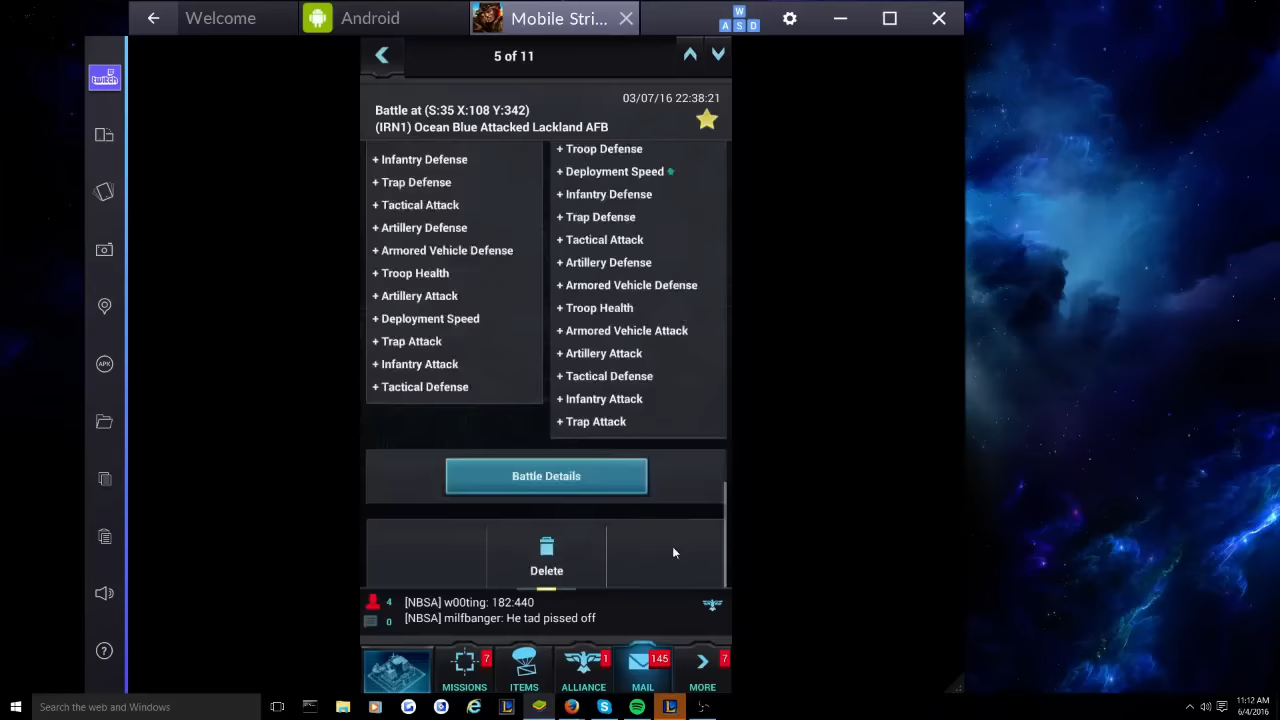 Welcome
Android
Mobile Stri...
W
A S D
5 of 11
03/07/16 22:38:21
Battle at (S:35 X:108 Y:342)
(IRN1) Ocean Blue Attacked Lackland AFB
+ Infantry Defense
+ Trap Defense
+ Tactical Attack
+ Artillery Defense
+ Armored Vehicle Defense
+ Troop Health
+ Artillery Attack
+ Deployment Speed
+ Trap Attack
+ Infantry Attack
+ Tactical Defense
+ Troop Defense
+ Deployment Speed
+ Infantry Defense
+ Trap Defense
+ Tactical Attack
+ Artillery Defense
+ Armored Vehicle Defense
+ Troop Health
+ Armored Vehicle Attack
+ Artillery Attack
+ Tactical Defense
+ Infantry Attack
+ Trap Attack
Battle Details
Delete
4 [NBSA] w00ting: 182:440
0 [NBSA] milfbanger: He tad pissed off
7 1 145 7
MISSIONS ITEMS ALLIANCE MAIL MORE
twitch
APK
Search the web and Windows
11:12 AM
6/4/2016